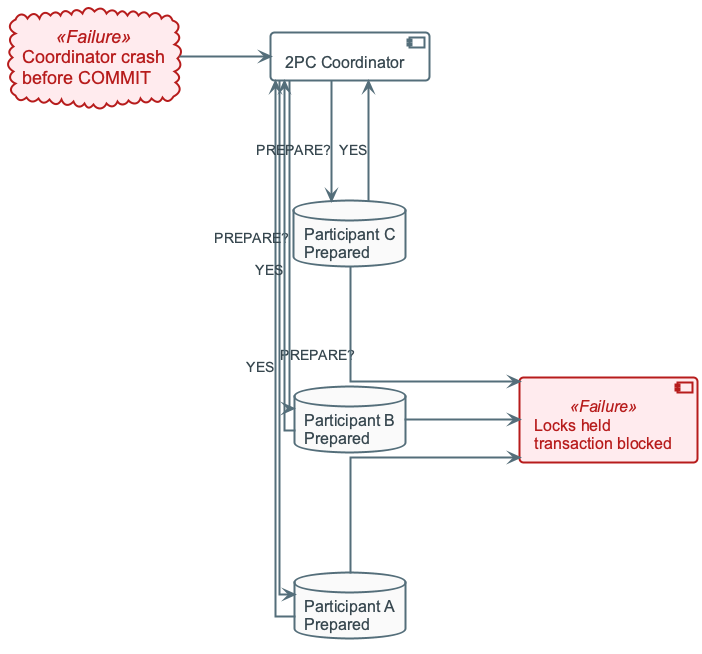 «Failure»
Coordinator crash
before COMMIT
2PC Coordinator
PREPARE?
YES
Participant C
Prepared
PREPARE?
YES
PREPARE?
YES
Participant B
Prepared
«Failure»
Locks held
transaction blocked
Participant A
Prepared